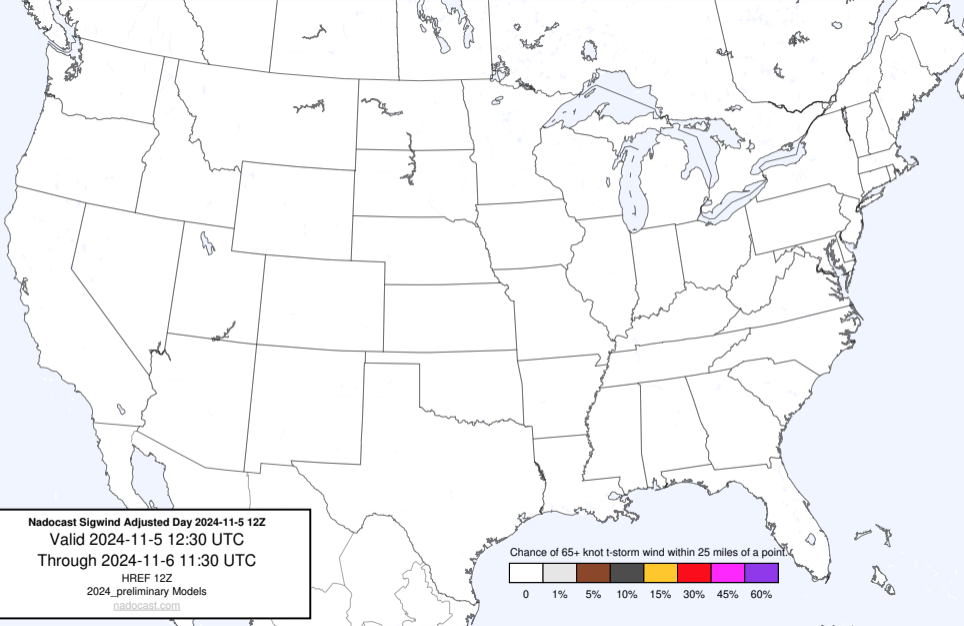 Nadocast Sigwind Adjusted Day 2024-11-5 12Z
Valid 2024-11-5 12:30 UTC
Through 2024-11-6 11:30 UTC
HREF 12Z
2024_preliminary Models
nadocast.com
Chance of 65+ knot t-storm wind within 25 miles of a point.
0 1% 5% 10% 15% 30% 45% 60%